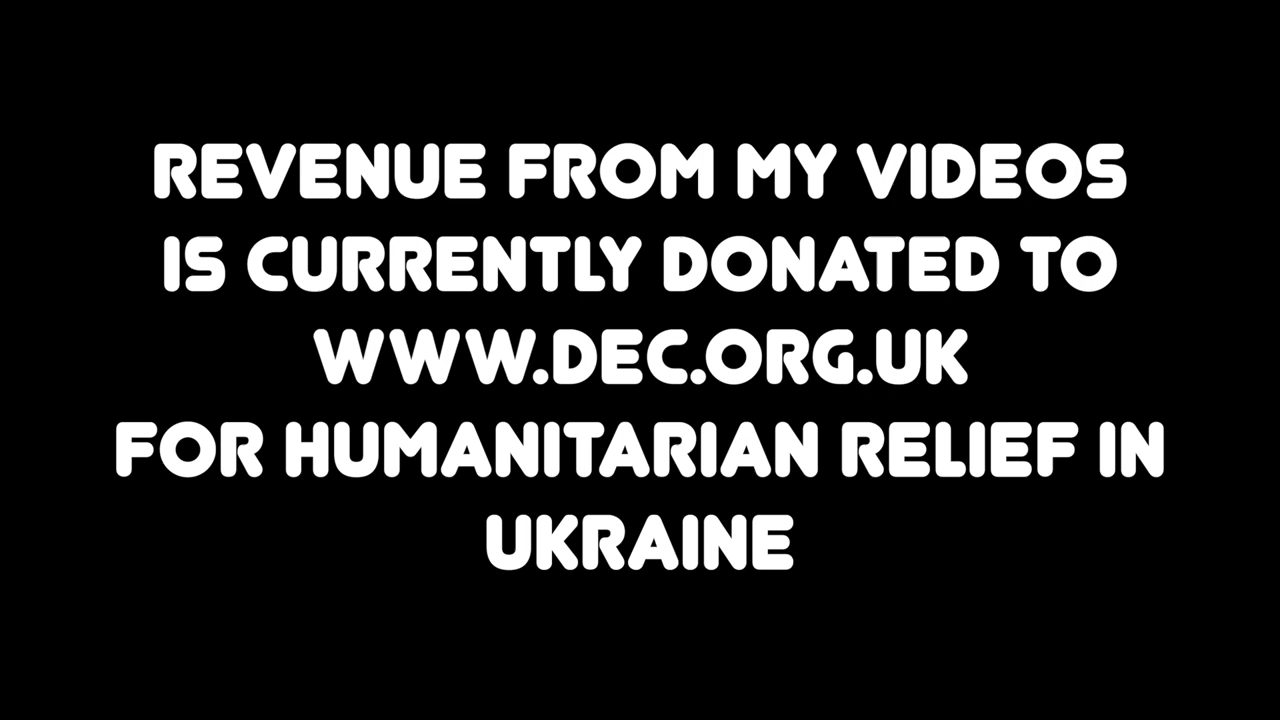 REVENUE FROM MY VIDEOS
IS CURRENTLY DONATED TO
WWW.DEC.ORG.UK
FOR HUMANITARIAN RELIEF IN
UKRAINE